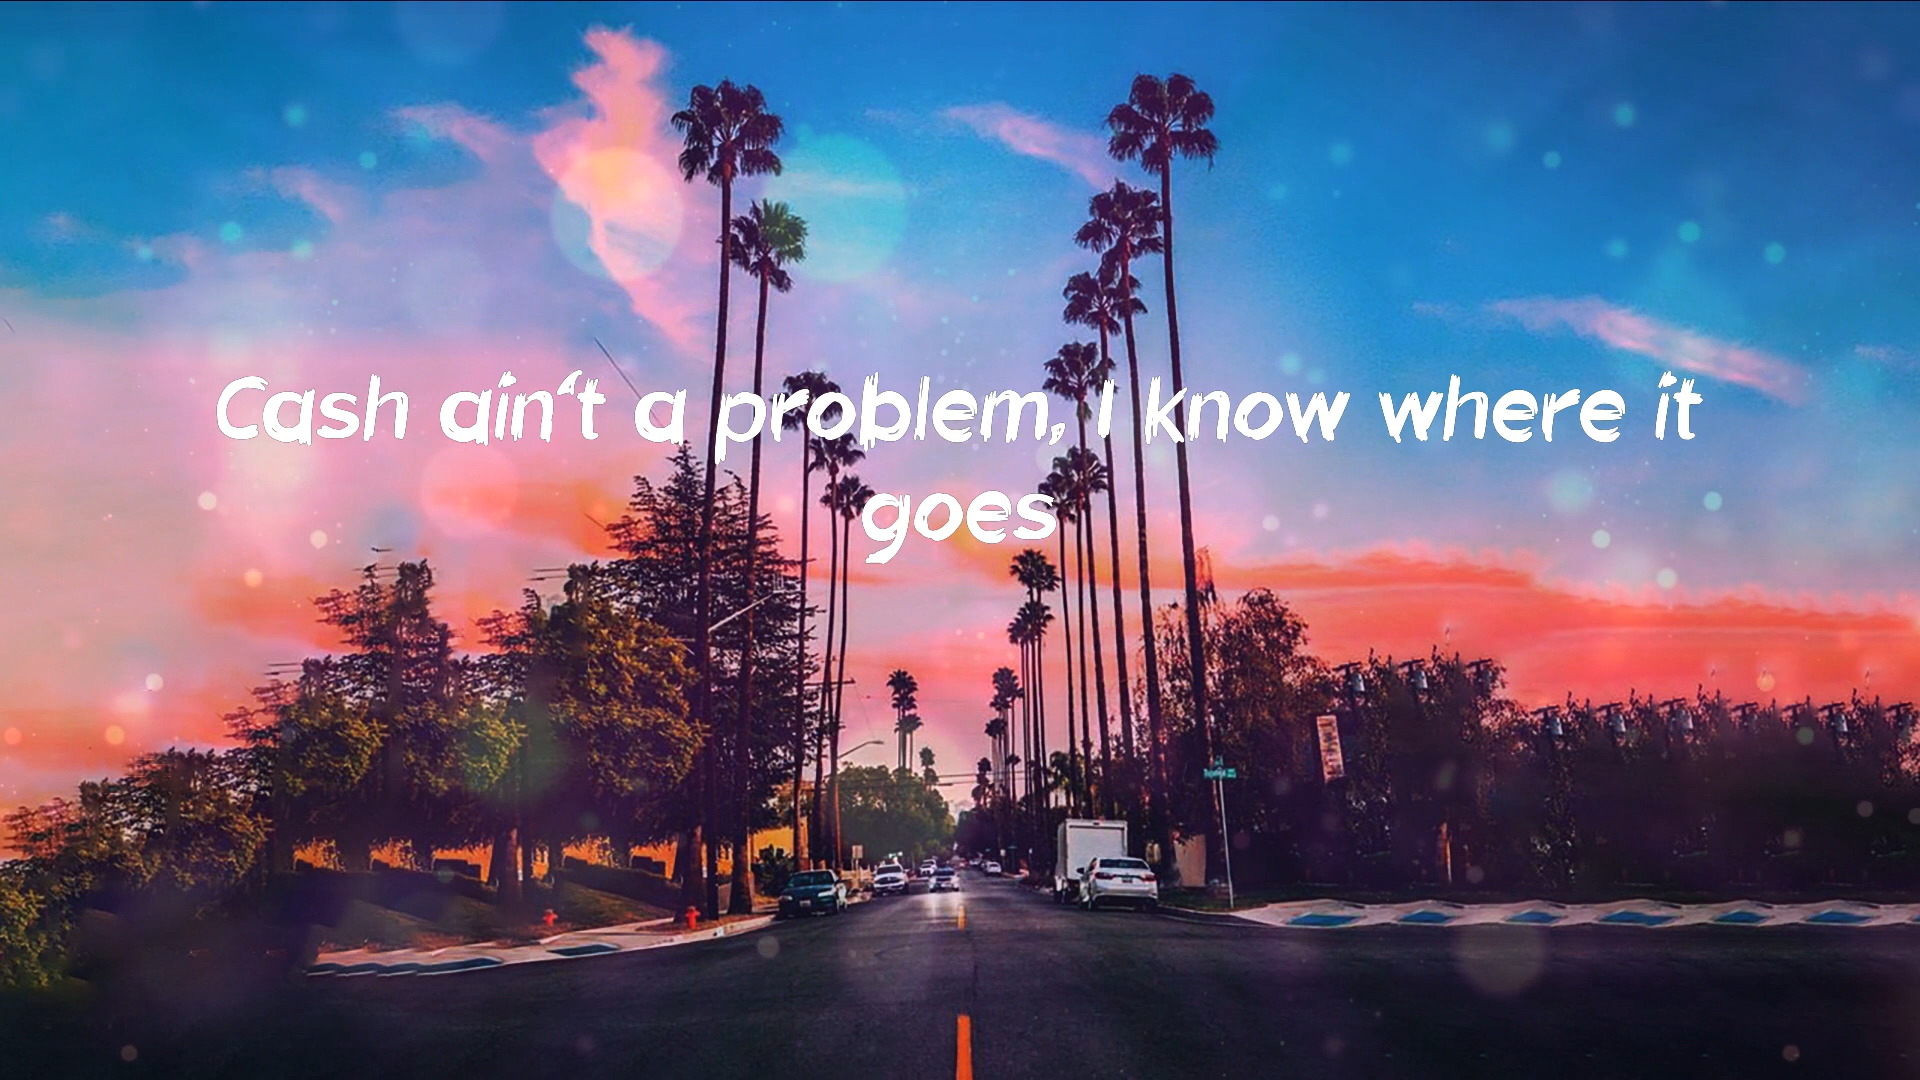 Cash ain‘t a problem, I know where it
goes